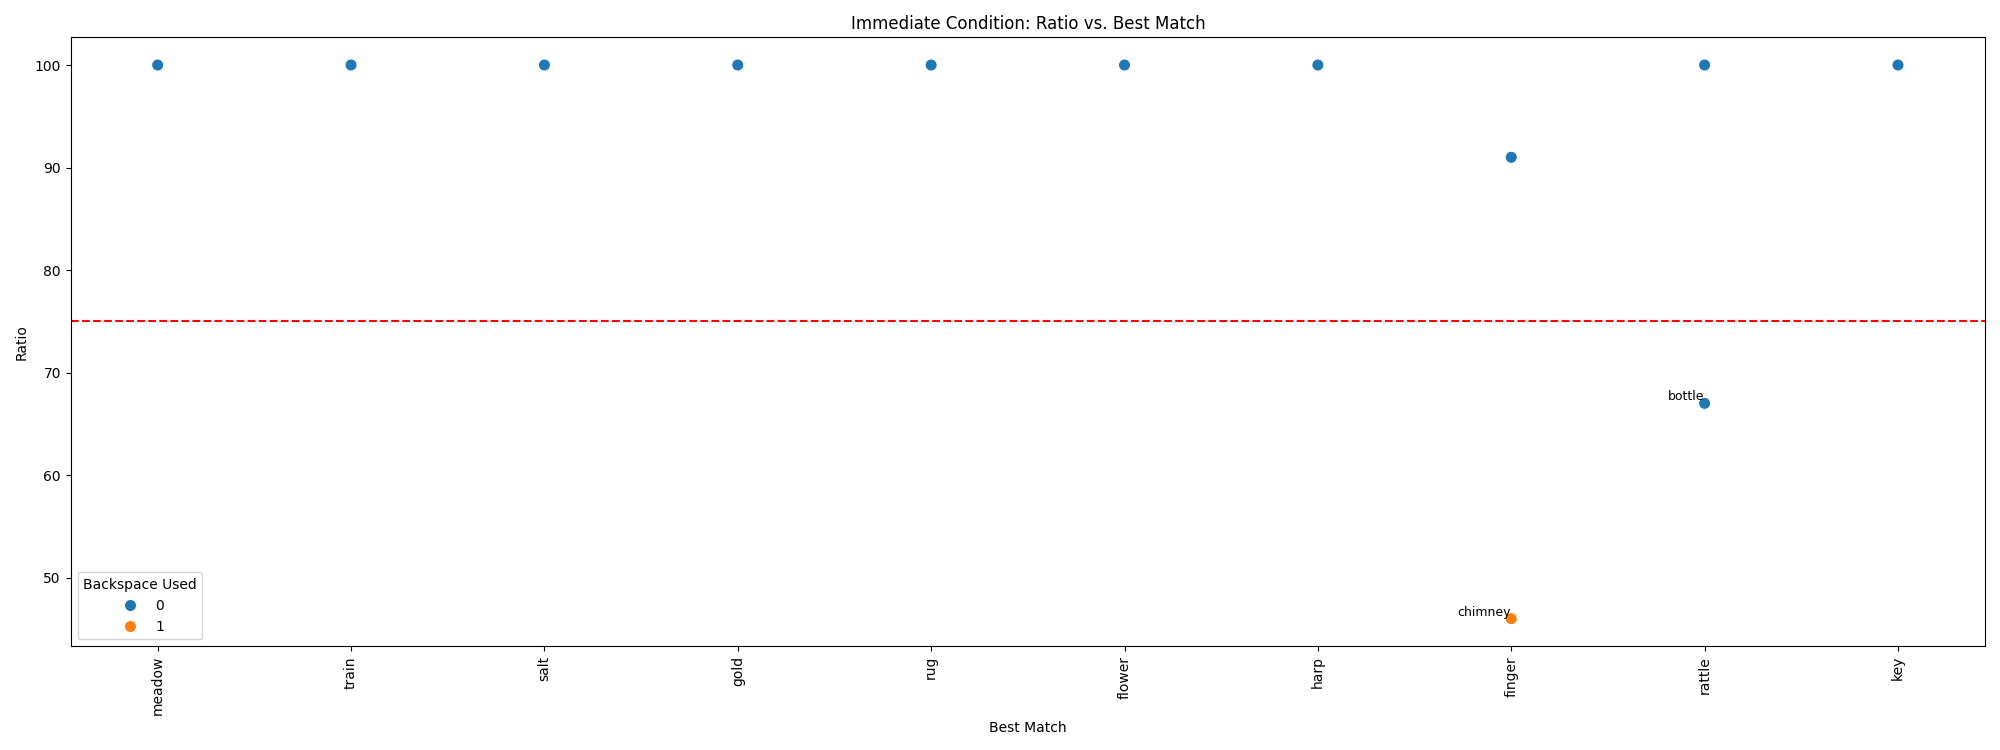 Immediate Condition: Ratio vs. Best Match
Ratio
100
90
80
70
60
50
bottle
chimney
Backspace Used
0
1
meadow
train
salt
gold
rug
flower
harp
finger
rattle
key
Best Match